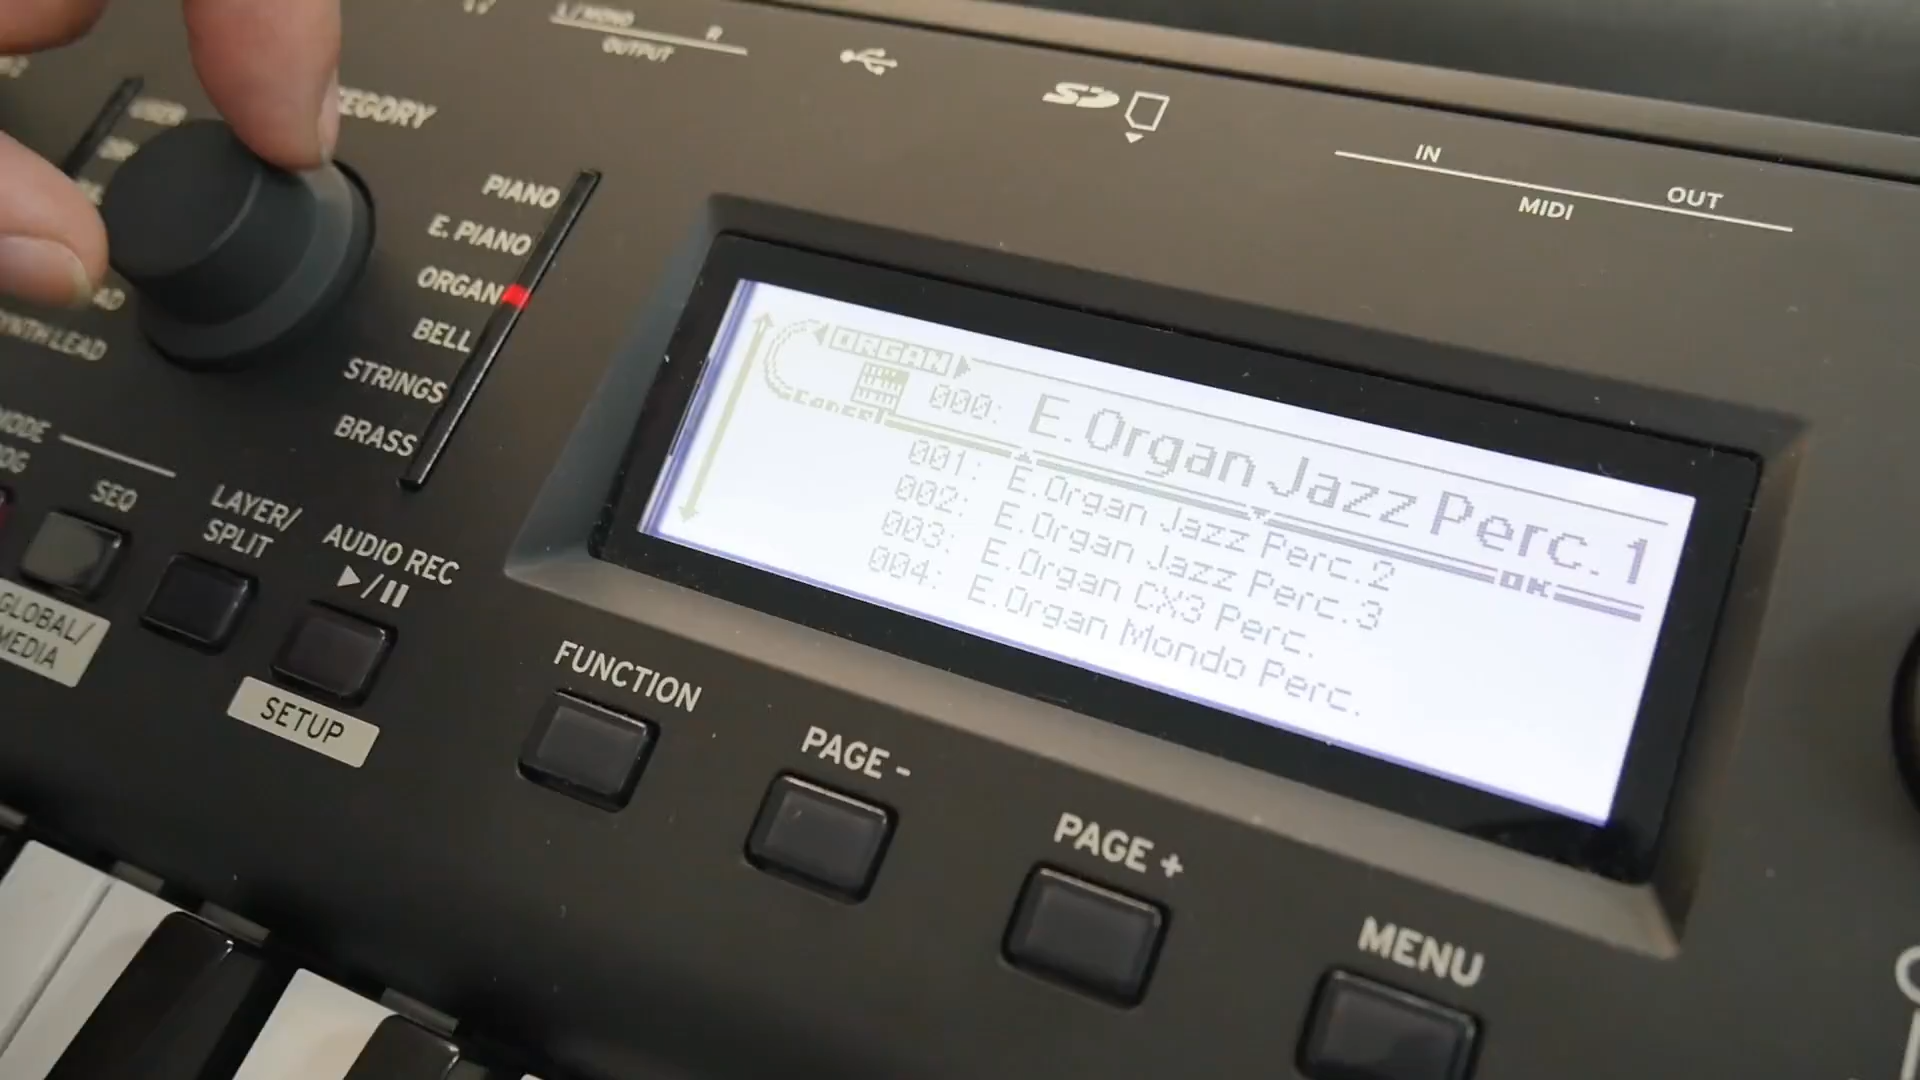 L/MONO R
OUTPUT
IN
OUT
MIDI
USER
PIANO
E. PIANO
ORGAN
BELL
STRINGS
BRASS
SYNTH LEAD
SEQ
LAYER/
SPLIT
AUDIO REC
GLOBAL/
MEDIA
SETUP
FUNCTION
PAGE -
PAGE +
MENU
ORGAN
000: E.Organ Jazz Perc.1
001: E.Organ Jazz Perc.2
002: E.Organ Jazz Perc.3
003: E.Organ CX3 Perc.
004: E.Organ Mondo Perc.
OK